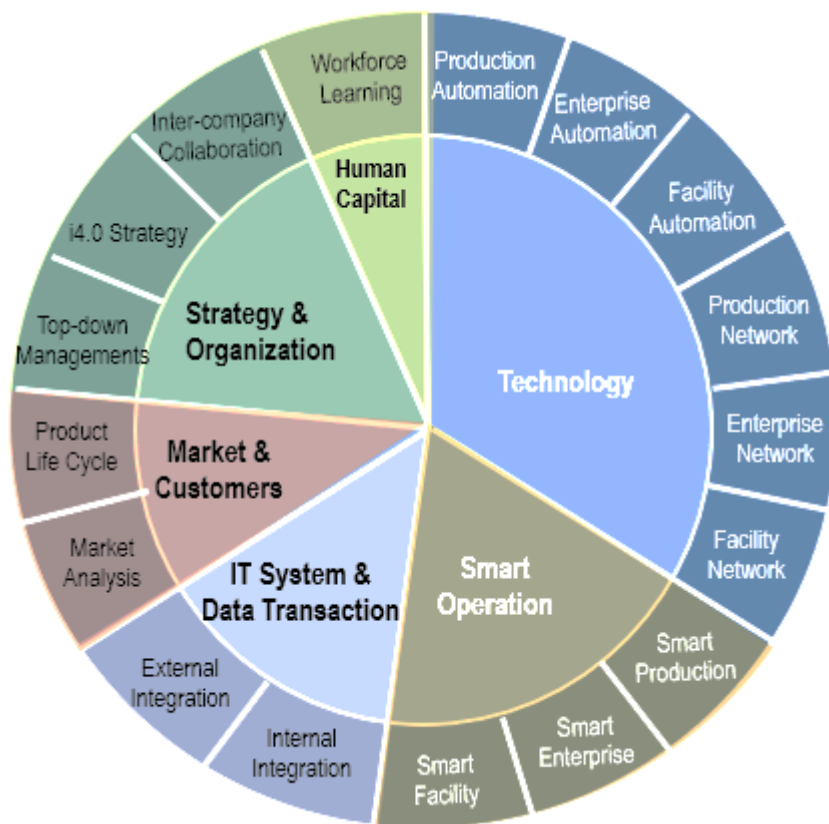 Workforce
Learning
Production
Automation
Enterprise
Automation
Facility
Automation
Production
Network
Enterprise
Network
Facility
Network
Smart
Production
Smart
Enterprise
Smart
Facility
Internal
Integration
External
Integration
Market
Analysis
Product
Life Cycle
Top-down
Managements
i4.0 Strategy
Inter-company
Collaboration
Human
Capital
Technology
Smart
Operation
IT System &
Data Transaction
Market &
Customers
Strategy &
Organization